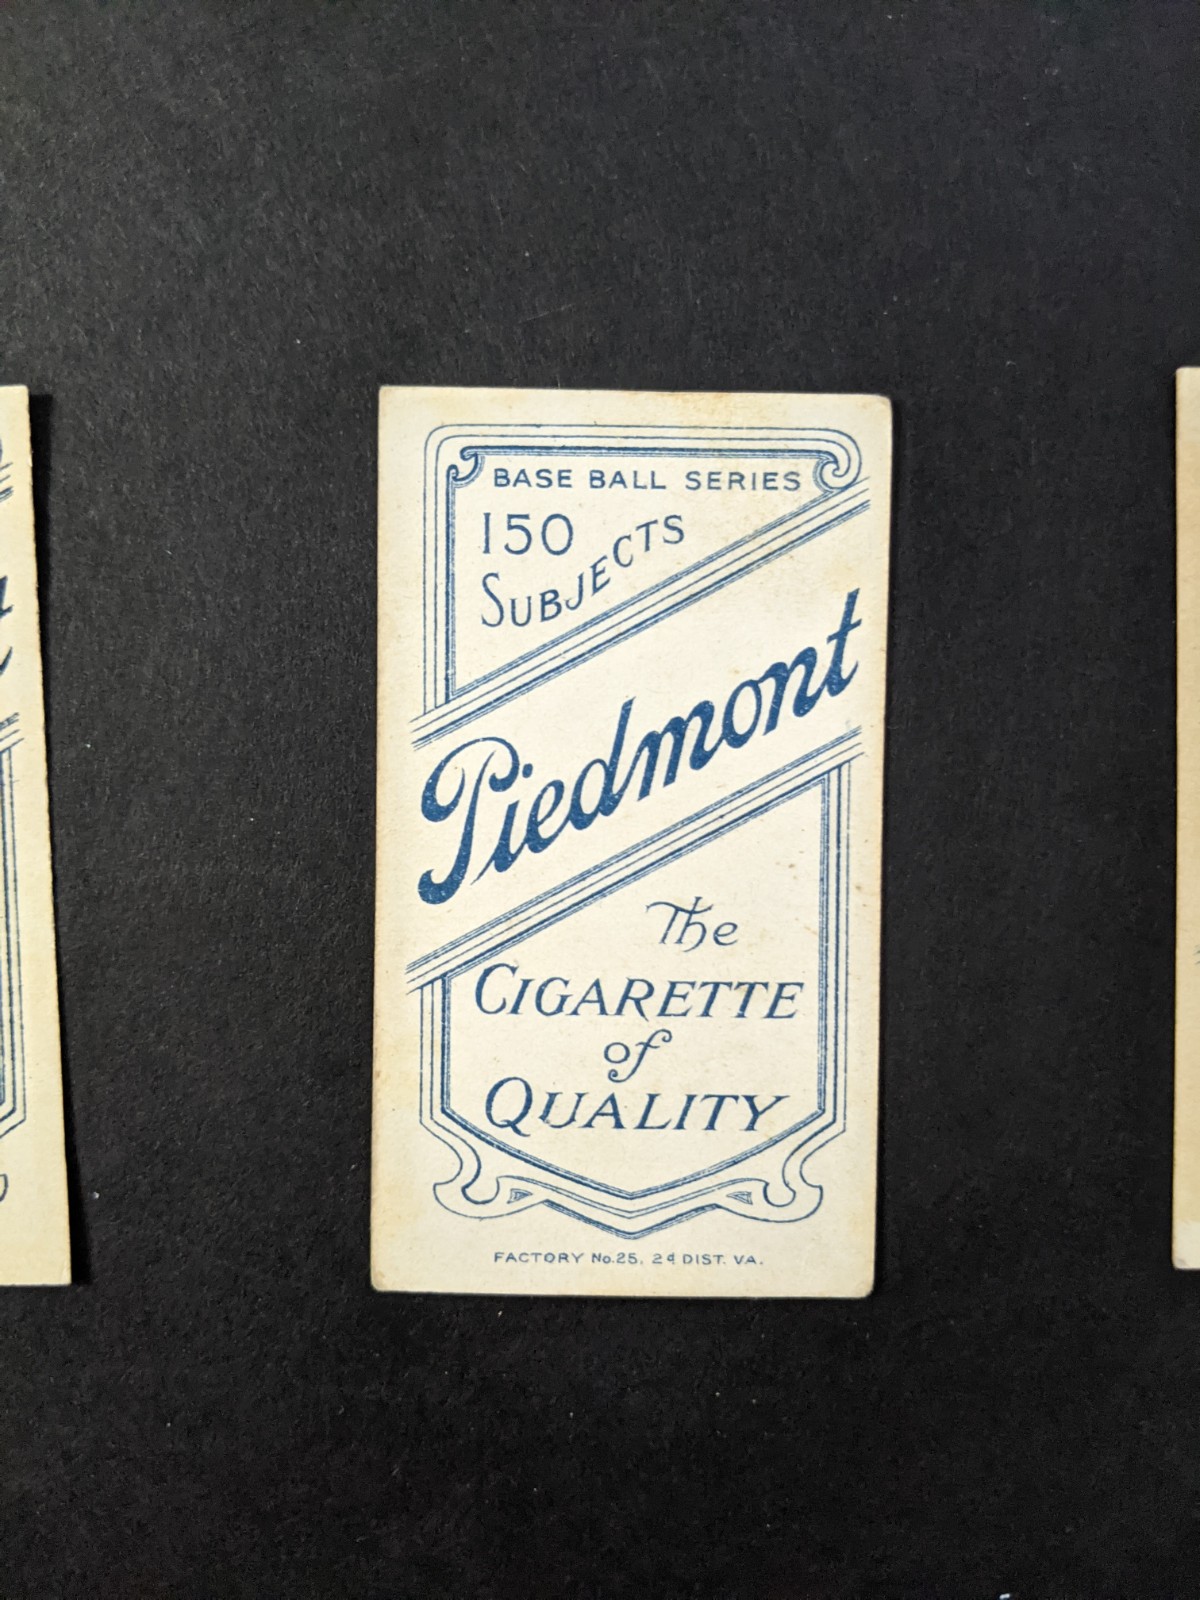 BASE BALL SERIES
150
SUBJECTS
Piedmont
The
CIGARETTE
of
QUALITY
FACTORY No. 25, 2d DIST. VA.